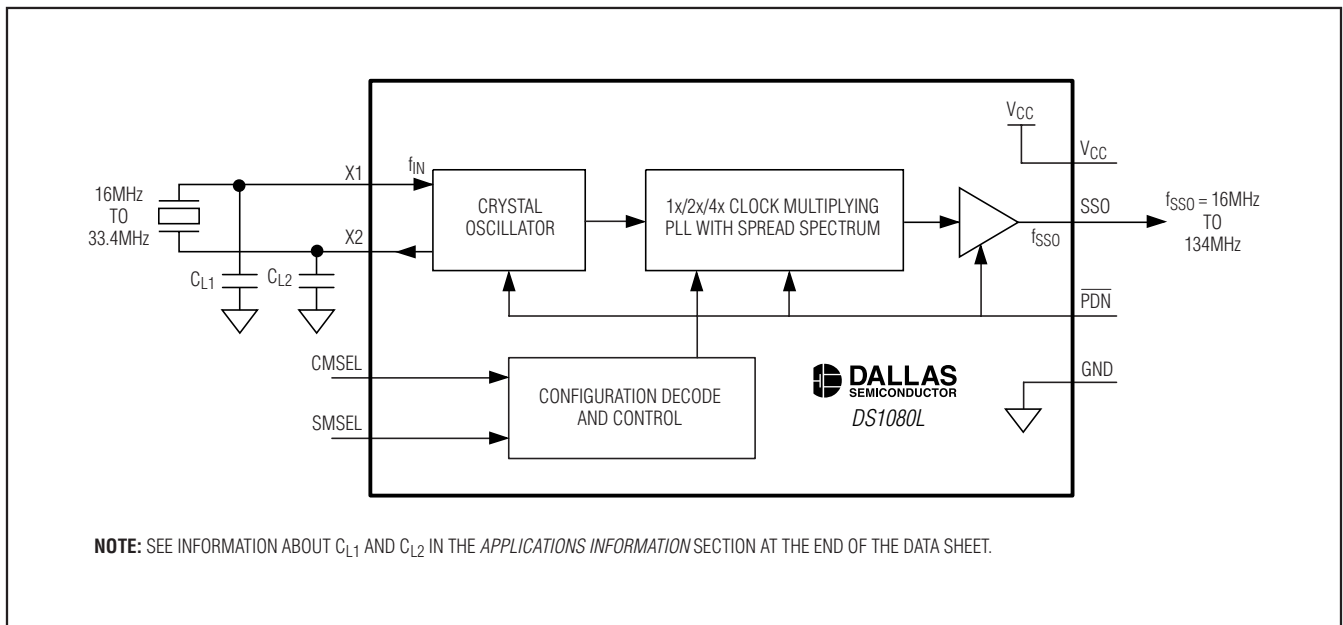 VCC
VCC
X1
fIN
16MHz
TO
33.4MHz
CRYSTAL
OSCILLATOR
1x/2x/4x CLOCK MULTIPLYING
PLL WITH SPREAD SPECTRUM
SSO
fSSO
fSSO = 16MHz
TO
134MHz
X2
CL1
CL2
PDN
CMSEL
SMSEL
CONFIGURATION DECODE
AND CONTROL
DALLAS
SEMICONDUCTOR
DS1080L
GND
NOTE: SEE INFORMATION ABOUT CL1 AND CL2 IN THE APPLICATIONS INFORMATION SECTION AT THE END OF THE DATA SHEET.